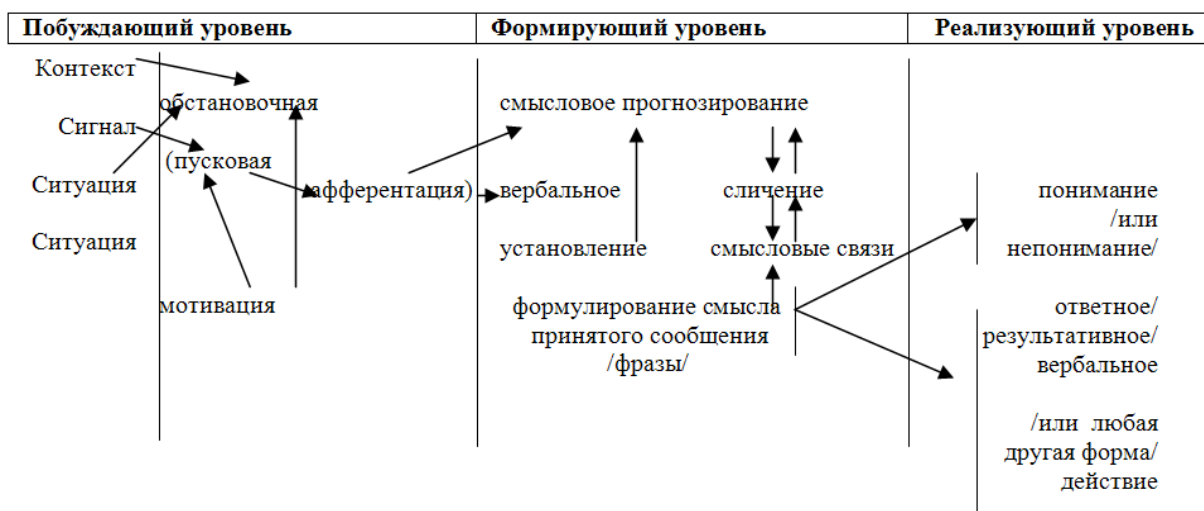 Побуждающий уровень Формирующий уровень Реализующий уровень
Контекст
обстановочная смысловое прогнозирование
Сигнал
(пусковая
Ситуация афферентация) вербальное сличение понимание
/или
Ситуация установление смысловые связи непонимание/
мотивация формулирование смысла ответное/
принятого сообщения результативное/
/фразы/ вербальное
/или любая
другая форма/
действие